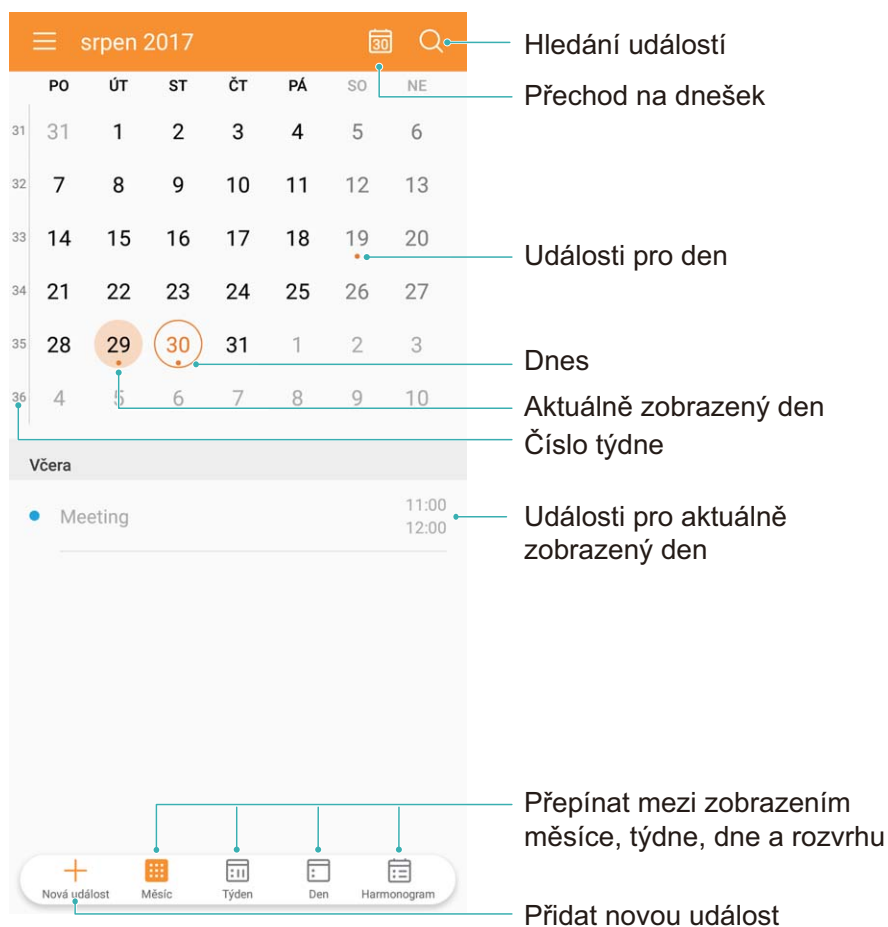 srpen 2017
30
Hledání událostí
Přechod na dnešek
PO ÚT ST ČT PÁ SO NE
31 31 1 2 3 4 5 6
32 7 8 9 10 11 12 13
33 14 15 16 17 18 19 20
Události pro den
34 21 22 23 24 25 26 27
35 28 29 30 31 1 2 3
Dnes
36 4 5 6 7 8 9 10
Aktuálně zobrazený den
Číslo týdne
Včera
Meeting
11:00
12:00
Události pro aktuálně
zobrazený den
Přepínat mezi zobrazením
měsíce, týdne, dne a rozvrhu
Nová událost Měsíc Týden Den Harmonogram
Přidat novou událost